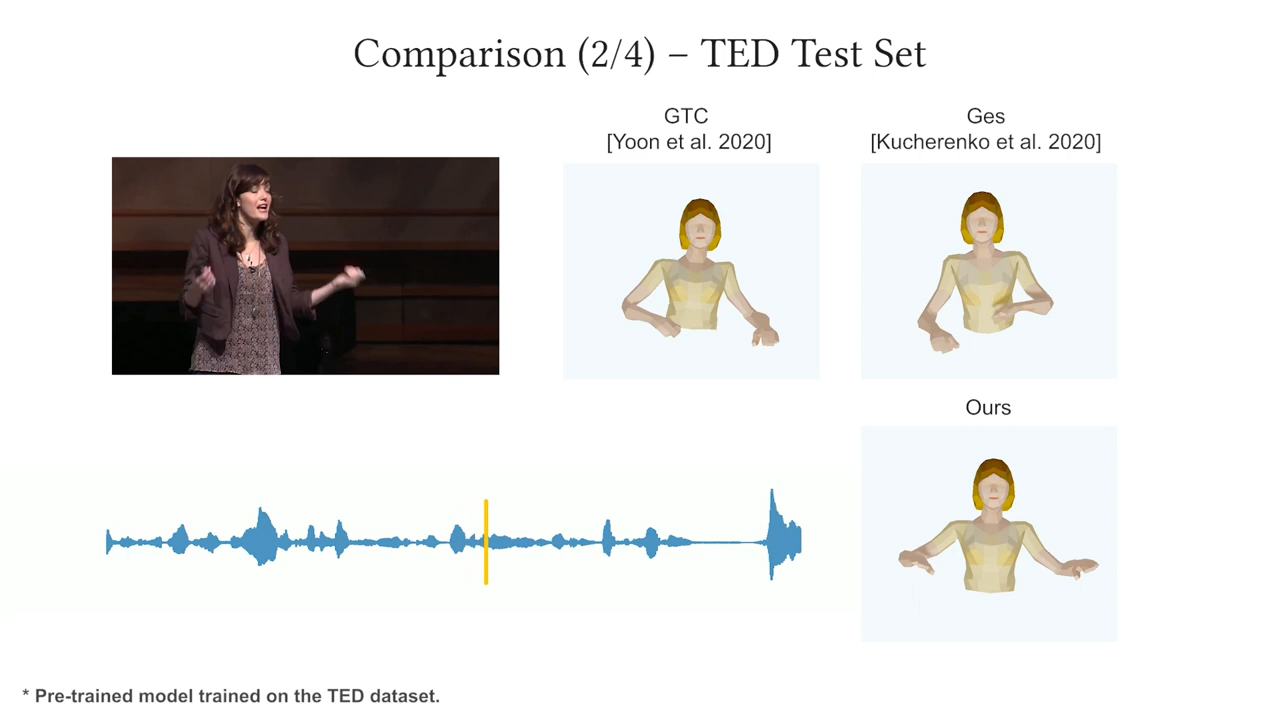 Comparison (2/4) – TED Test Set
GTC
[Yoon et al. 2020]
Ges
[Kucherenko et al. 2020]
Ours
* Pre-trained model trained on the TED dataset.